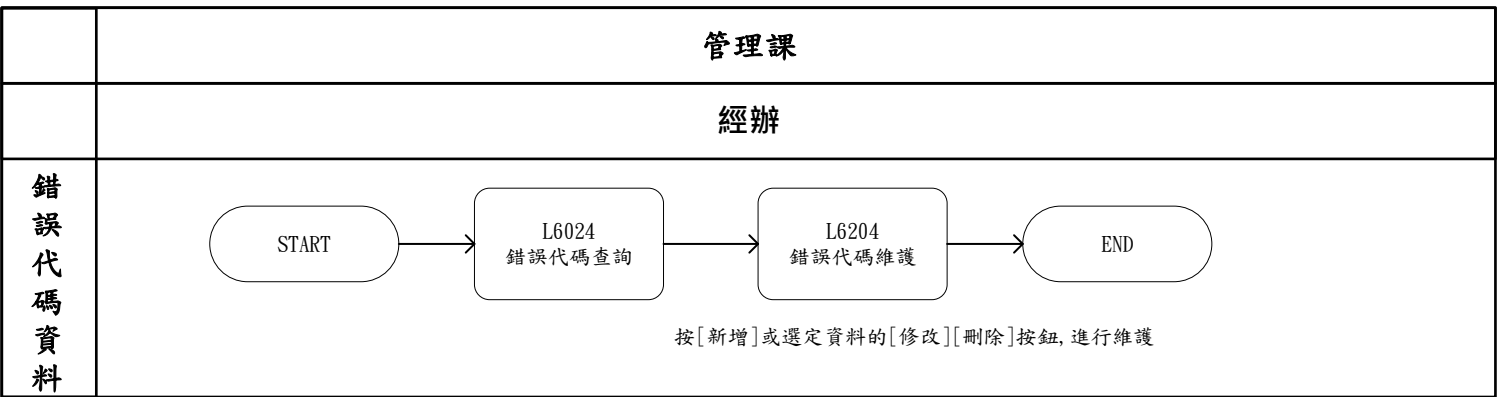 管理課
經辦
錯誤代碼資料
START
L6024
錯誤代碼查詢
L6204
錯誤代碼維護
END
按[新增]或選定資料的[修改][刪除]按鈕,進行維護